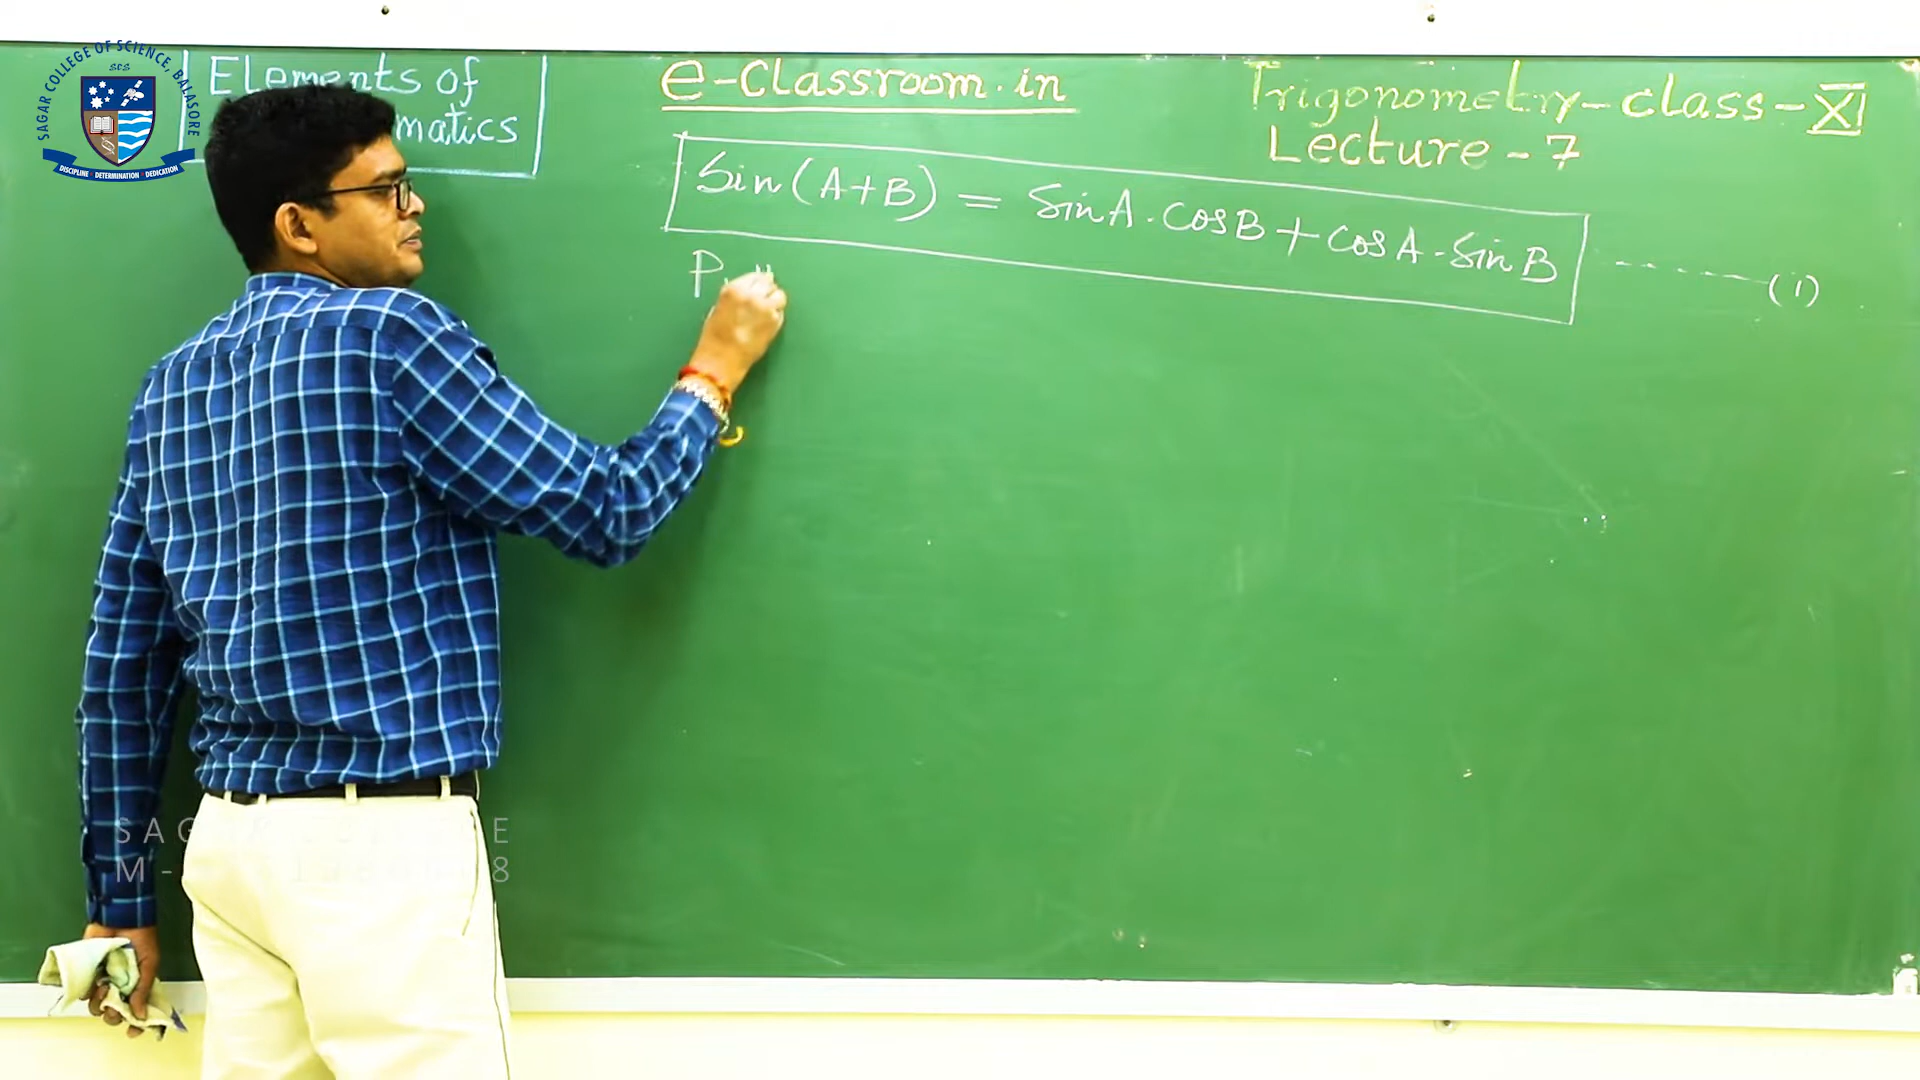 SAGAR COLLEGE OF SCIENCE, BALASORE
SCS
DISCIPLINE · DETERMINATION · DEDICATION
Elements of
matics
e-Classroom.in
Trigonometry-class-XI
Lecture-7
Sin(A+B) = SinA.cosB+cosA.SinB ------(1)
P